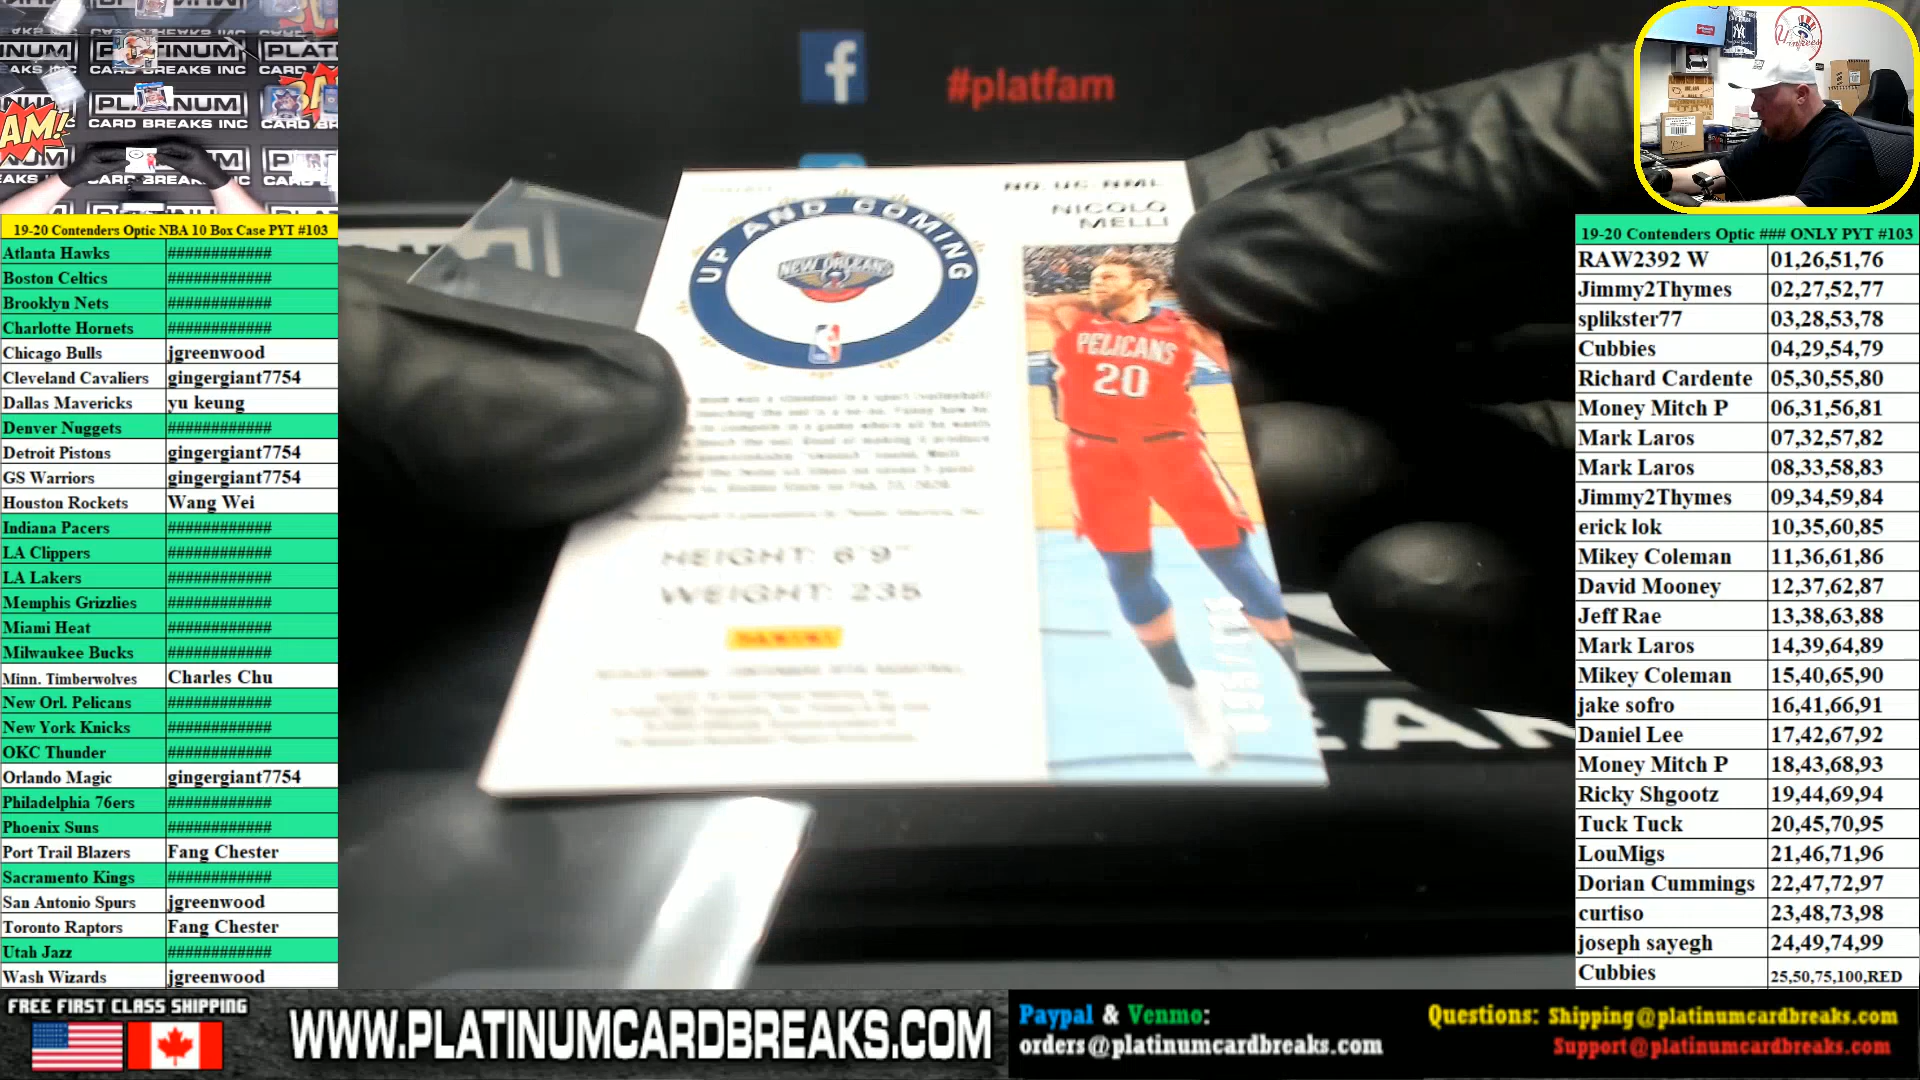 19-20 Contenders Optic NBA 10 Box Case PYT #103
Atlanta Hawks ############
Boston Celtics ############
Brooklyn Nets ############
Charlotte Hornets ############
Chicago Bulls jgreenwood
Cleveland Cavaliers gingergiant7754
Dallas Mavericks yu keung
Denver Nuggets ############
Detroit Pistons gingergiant7754
GS Warriors gingergiant7754
Houston Rockets Wang Wei
Indiana Pacers ############
LA Clippers ############
LA Lakers ############
Memphis Grizzlies ############
Miami Heat ############
Milwaukee Bucks ############
Minn. Timberwolves Charles Chu
New Orl. Pelicans ############
New York Knicks ############
OKC Thunder ############
Orlando Magic gingergiant7754
Philadelphia 76ers ############
Phoenix Suns ############
Port Trail Blazers Fang Chester
Sacramento Kings ############
San Antonio Spurs jgreenwood
Toronto Raptors Fang Chester
Utah Jazz ############
Wash Wizards jgreenwood
PLATINUM
CARD BREAKS INC
#platfam
NO. UC-NML
NICOLO
MELLI
UP AND COMING
NEW ORLEANS
PELICANS
20
HEIGHT: 6'9"
WEIGHT: 235
PANINI
19-20 Contenders Optic ### ONLY PYT #103
RAW2392 W 01,26,51,76
Jimmy2Thymes 02,27,52,77
splikster77 03,28,53,78
Cubbies 04,29,54,79
Richard Cardente 05,30,55,80
Money Mitch P 06,31,56,81
Mark Laros 07,32,57,82
Mark Laros 08,33,58,83
Jimmy2Thymes 09,34,59,84
erick lok 10,35,60,85
Mikey Coleman 11,36,61,86
David Mooney 12,37,62,87
Jeff Rae 13,38,63,88
Mark Laros 14,39,64,89
Mikey Coleman 15,40,65,90
jake sofro 16,41,66,91
Daniel Lee 17,42,67,92
Money Mitch P 18,43,68,93
Ricky Shgootz 19,44,69,94
Tuck Tuck 20,45,70,95
LouMigs 21,46,71,96
Dorian Cummings 22,47,72,97
curtiso 23,48,73,98
joseph sayegh 24,49,74,99
Cubbies 25,50,75,100,RED
FREE FIRST CLASS SHIPPING
WWW.PLATINUMCARDBREAKS.COM
Paypal & Venmo:
orders@platinumcardbreaks.com
Questions: Shipping@platinumcardbreaks.com
Support@platinumcardbreaks.com